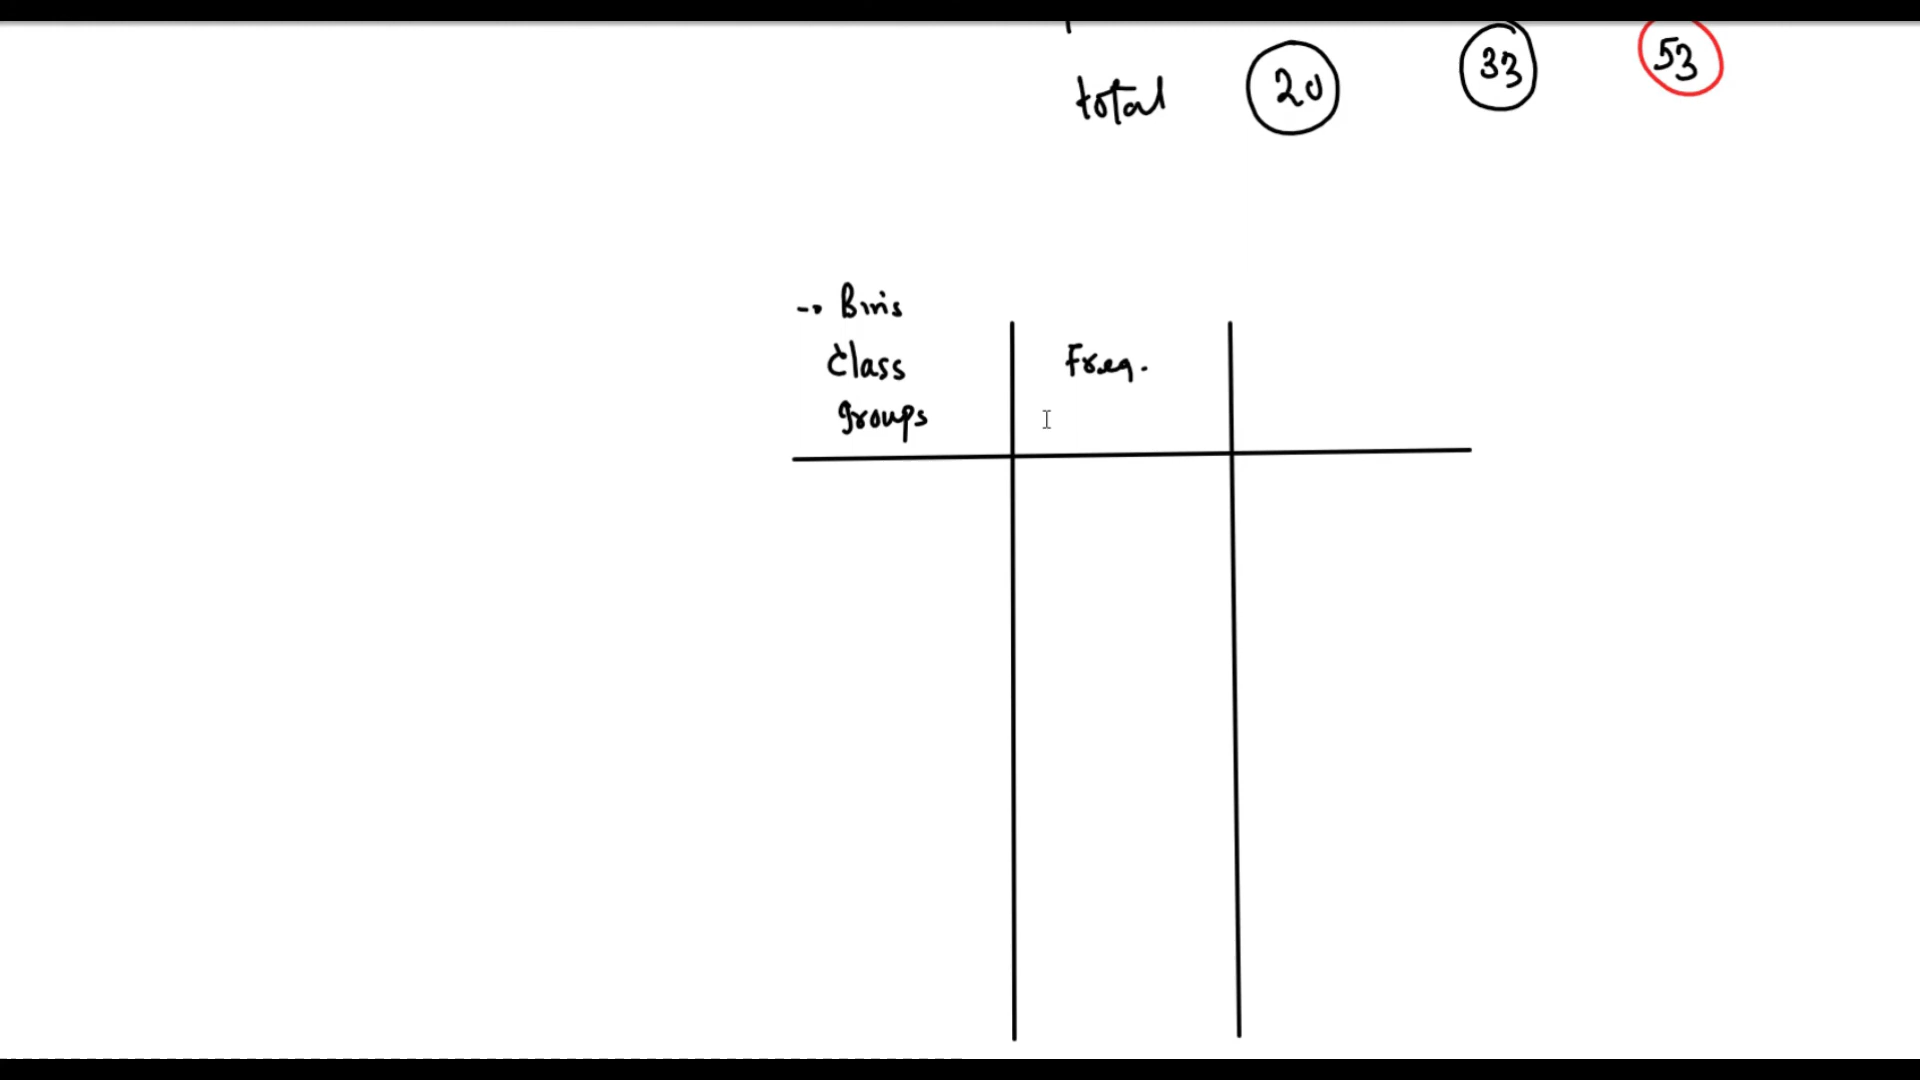 total 20 33 53
→ Bins
Class Freq.
groups